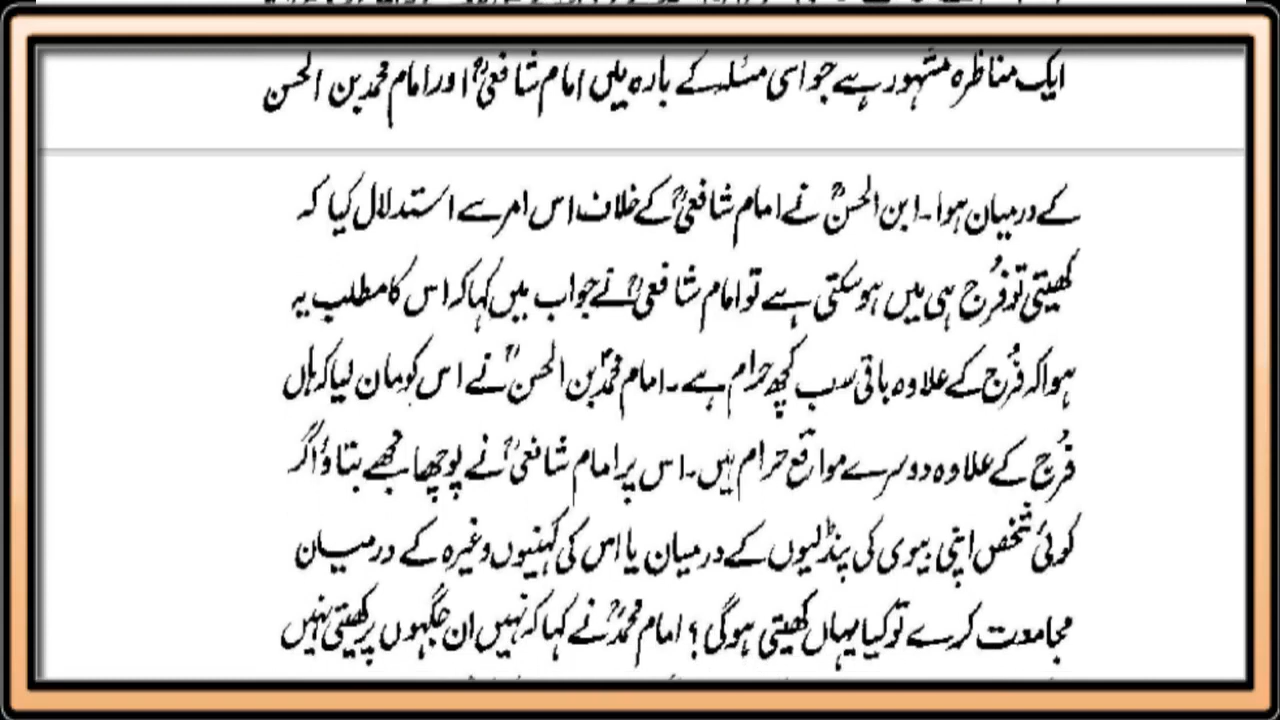 ایک مناظرہ مشہور ہے جو اسی مسئلہ کے بارہ میں امام شافعیؒ اور امام محمد بن الحسن
کے درمیان ہوا۔ ابن الحسنؒ نے امام شافعیؒ کے خلاف اس امر سے استدلال کیا کہ
کھیتی تو فُرج ہی میں ہو سکتی ہے تو امام شافعیؒ نے جواب میں کہا کہ اس کا مطلب یہ
ہوا کہ فُرج کے علاوہ باقی سب کچھ حرام ہے۔ امام محمدؒ بن الحسنؒ نے اس کو مان لیا کہ ہاں
فُرج کے علاوہ دوسرے مواقع حرام ہیں۔ اس پر امام شافعیؒ نے پوچھا مجھے بتاؤ اگر
کوئی شخص اپنی بیوی کی پنڈلیوں کے درمیان یا اس کی کہنیوں وغیرہ کے درمیان
مجامعت کرے تو کیا یہاں کھیتی ہوگی ؟ امام محمدؒ نے کہا کہ نہیں ان جگہوں پر کھیتی نہیں